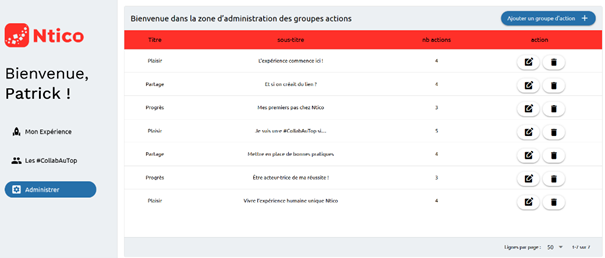 Ntico
Bienvenue,
Patrick !
Mon Expérience
Les #CollabAuTop
Administrer
Bienvenue dans la zone d'administration des groupes actions
Ajouter un groupe d'action +
Titre sous-titre nb actions action
Plaisir L'expérience commence ici ! 4
Partage Et si on créait du lien ? 4
Progrès Mes premiers pas chez Ntico 3
Plaisir Je suis un·e #CollabAuTop si... 5
Partage Mettre en place de bonnes pratiques 4
Progrès Être acteur·trice de ma réussite ! 3
Plaisir Vivre l'expérience humaine unique Ntico 4
Lignes par page : 50 1-7 sur 7